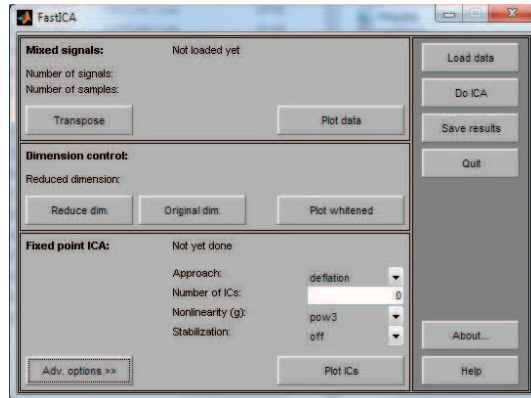 FastICA
Mixed signals: Not loaded yet
Number of signals:
Number of samples:
Transpose Plot data
Dimension control:
Reduced dimension:
Reduce dim. Original dim. Plot whitened
Fixed point ICA: Not yet done
Approach: deflation
Number of ICs: 0
Nonlinearity (g): pow3
Stabilization: off
Adv. options >> Plot ICs
Load data
Do ICA
Save results
Quit
About...
Help